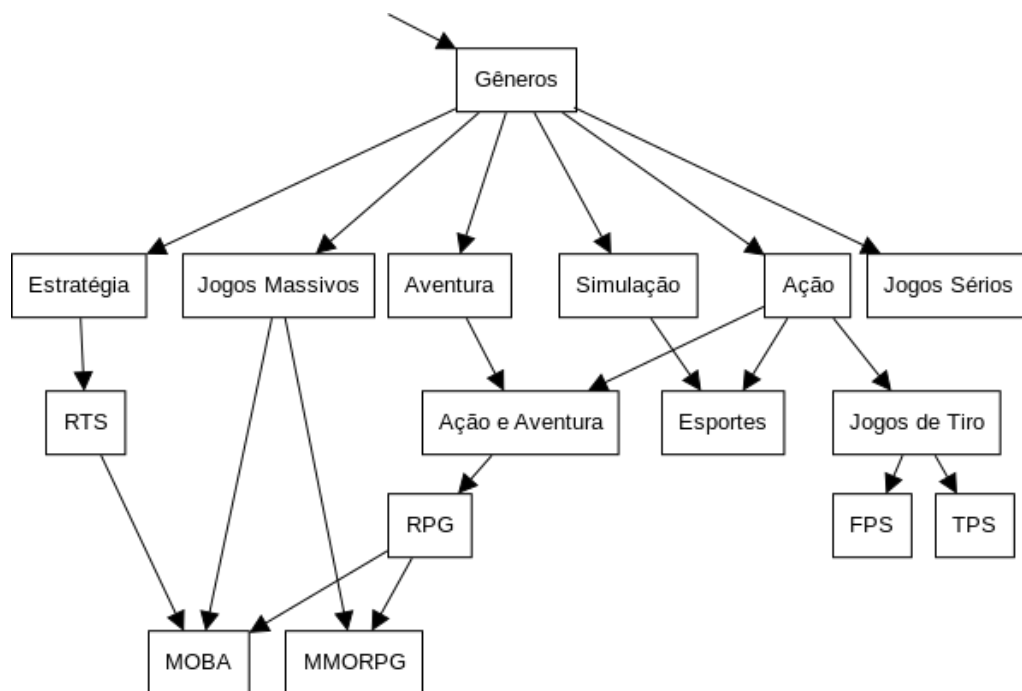 Gêneros
Estratégia
Jogos Massivos
Aventura
Simulação
Ação
Jogos Sérios
RTS
Ação e Aventura
Esportes
Jogos de Tiro
RPG
FPS
TPS
MOBA
MMORPG